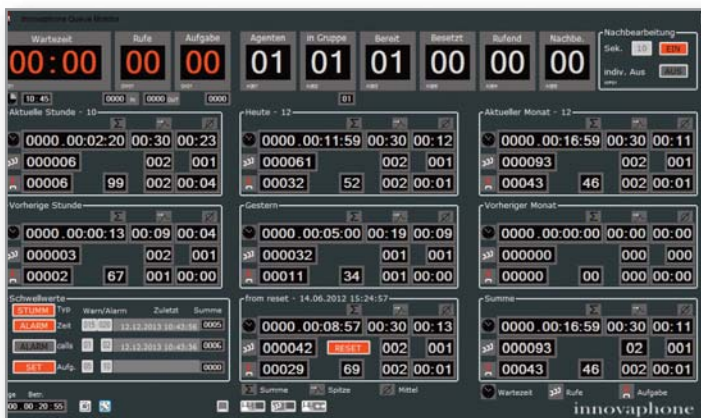 innovaphone Queue Monitor
Wartezeit Rufe Aufgabe Agenten in Gruppe Bereit Besetzt Rufend Nachbe.
Nachbearbeitung
00:00 00 00 01 01 01 00 00 00
Sek. 10 EIN
indiv. Aus AUS
10:45 0000 IN 0000 OUT 0000 01
Aktuelle Stunde - 10 Heute - 12 Aktueller Monat - 12
0000.00:02:20 00:30 00:23 0000.00:11:59 00:30 00:12 0000.00:16:59 00:30 00:11
000006 002 001 000061 002 001 000093 002 001
00006 99 002 00:04 00032 52 002 00:01 00043 46 002 00:01
Vorherige Stunde Gestern Vorheriger Monat
0000.00:00:13 00:09 00:04 0000.00:05:00 00:19 00:09 0000.00:00:00 00:00 00:00
000003 002 001 000032 001 001 000000 000 000
00002 67 001 00:00 00011 34 001 00:00 00000 00 000 00:00
Schwellwerte from reset - 14.06.2012 15:24:57 Summe
STUMM Typ Warn/Alarm Zuletzt Summe
ALARM Zeit 015 020 12.12.2013 10:43:56 0005 0000.00:08:57 00:30 00:13 0000.00:16:59 00:30 00:11
ALARM calls 01 02 12.12.2013 10:43:36 0006 000042 RESET 002 001 000093 02 001
SET Aufg. 05 10 0000 00029 69 002 00:01 00043 46 002 00:01
ge Betr. Summe Spitze Mittel Wartezeit Rufe Aufgabe
00:20:55 innovaphone